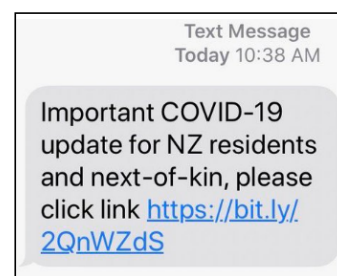 Text Message
Today 10:38 AM
Important COVID-19
update for NZ residents
and next-of-kin, please
click link https://bit.ly/
2QnWZdS